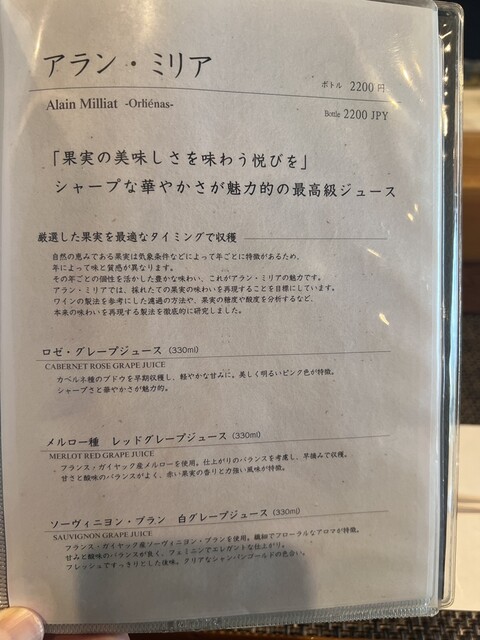 アラン・ミリア
ボトル 2200 円
Alain Milliat -Orliénas-
Bottle 2200 JPY
「果実の美味しさを味わう悦びを」
シャープな華やかさが魅力的の最高級ジュース
厳選した果実を最適なタイミングで収穫
自然の恵みである果実は気象条件などによって年ごとに特徴があるため、
年によって味と質感が異なります。
その年ごとの個性を活かした豊かな味わい、これがアラン・ミリアの魅力です。
アラン・ミリアでは、採れたての果実の味わいを再現することを目標にしています。
ワインの製法を参考にした濾過の方法や、果実の糖度や酸度を分析するなど、
本来の味わいを再現する製法を徹底的に研究しました。
ロゼ・グレープジュース (330ml)
CABERNET ROSE GRAPE JUICE
カベルネ種のブドウを早期収穫し、軽やかな甘みに。美しく明るいピンク色が特徴。
シャープさと華やかさが魅力的。
メルロー種 レッドグレープジュース (330ml)
MERLOT RED GRAPE JUICE
フランス・ガイヤック産メルローを使用。仕上がりのバランスを考慮し、早摘みで収穫。
甘さと酸味のバランスがよく、赤い果実の香りと力強い風味が特徴。
ソーヴィニヨン・ブラン 白グレープジュース (330ml)
SAUVIGNON GRAPE JUICE
フランス・ガイヤック産ソーヴィニヨン・ブランを使用。繊細でフローラルなアロマが特徴。
甘みと酸味のバランスが良く、フェミニンでエレガントな仕上がり。
フレッシュですっきりとした後味。クリアなシャンパンゴールドの色合い。